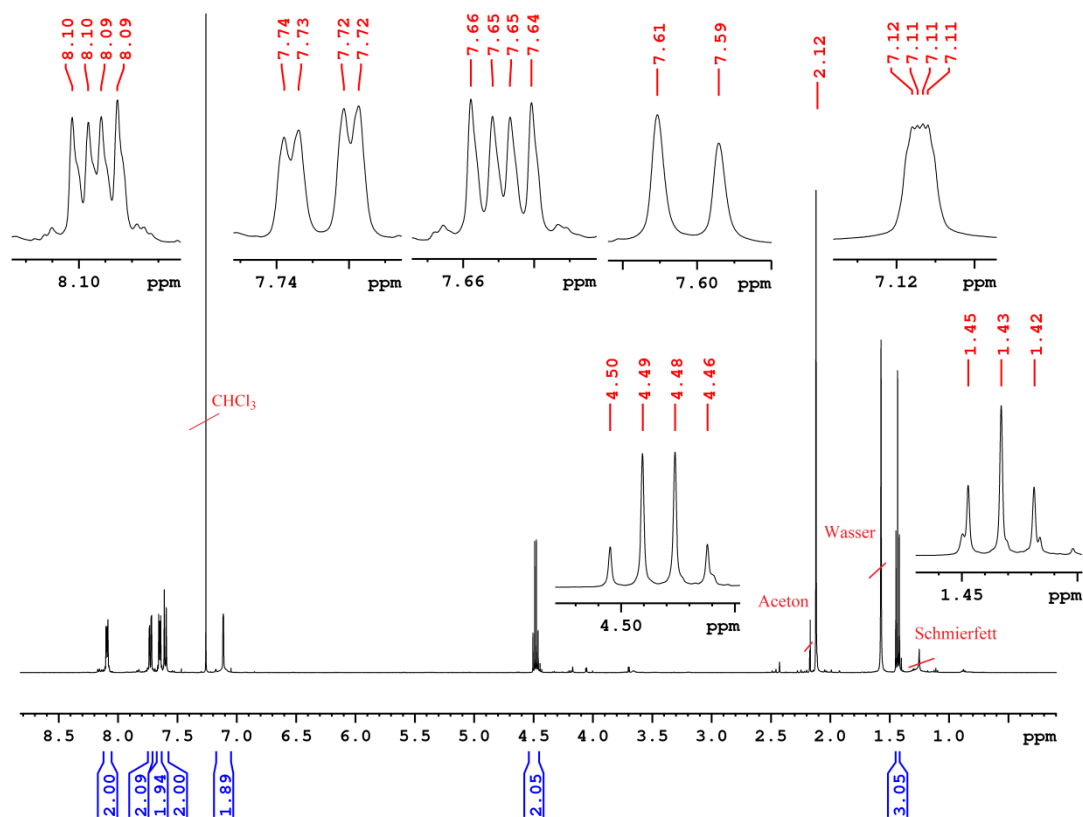 8.10 8.10 8.09 8.09 7.74 7.73 7.72 7.72 7.66 7.65 7.65 7.64 7.61 7.59 2.12 7.12 7.11 7.11 7.11
8.10 ppm 7.74 ppm 7.66 ppm 7.60 ppm 7.12 ppm
1.45 1.43 1.42
4.50 4.49 4.48 4.46
CHCl3
Wasser
1.45 ppm
Aceton
4.50 ppm
Schmierfett
8.5 8.0 7.5 7.0 6.5 6.0 5.5 5.0 4.5 4.0 3.5 3.0 2.5 2.0 1.5 1.0 ppm
2.00 2.09 1.94 2.00 1.89 2.05 3.05